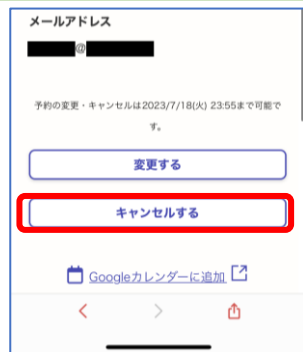 メールアドレス
@
予約の変更・キャンセルは2023/7/18(火) 23:55まで可能で
す。
変更する
キャンセルする
Googleカレンダーに追加